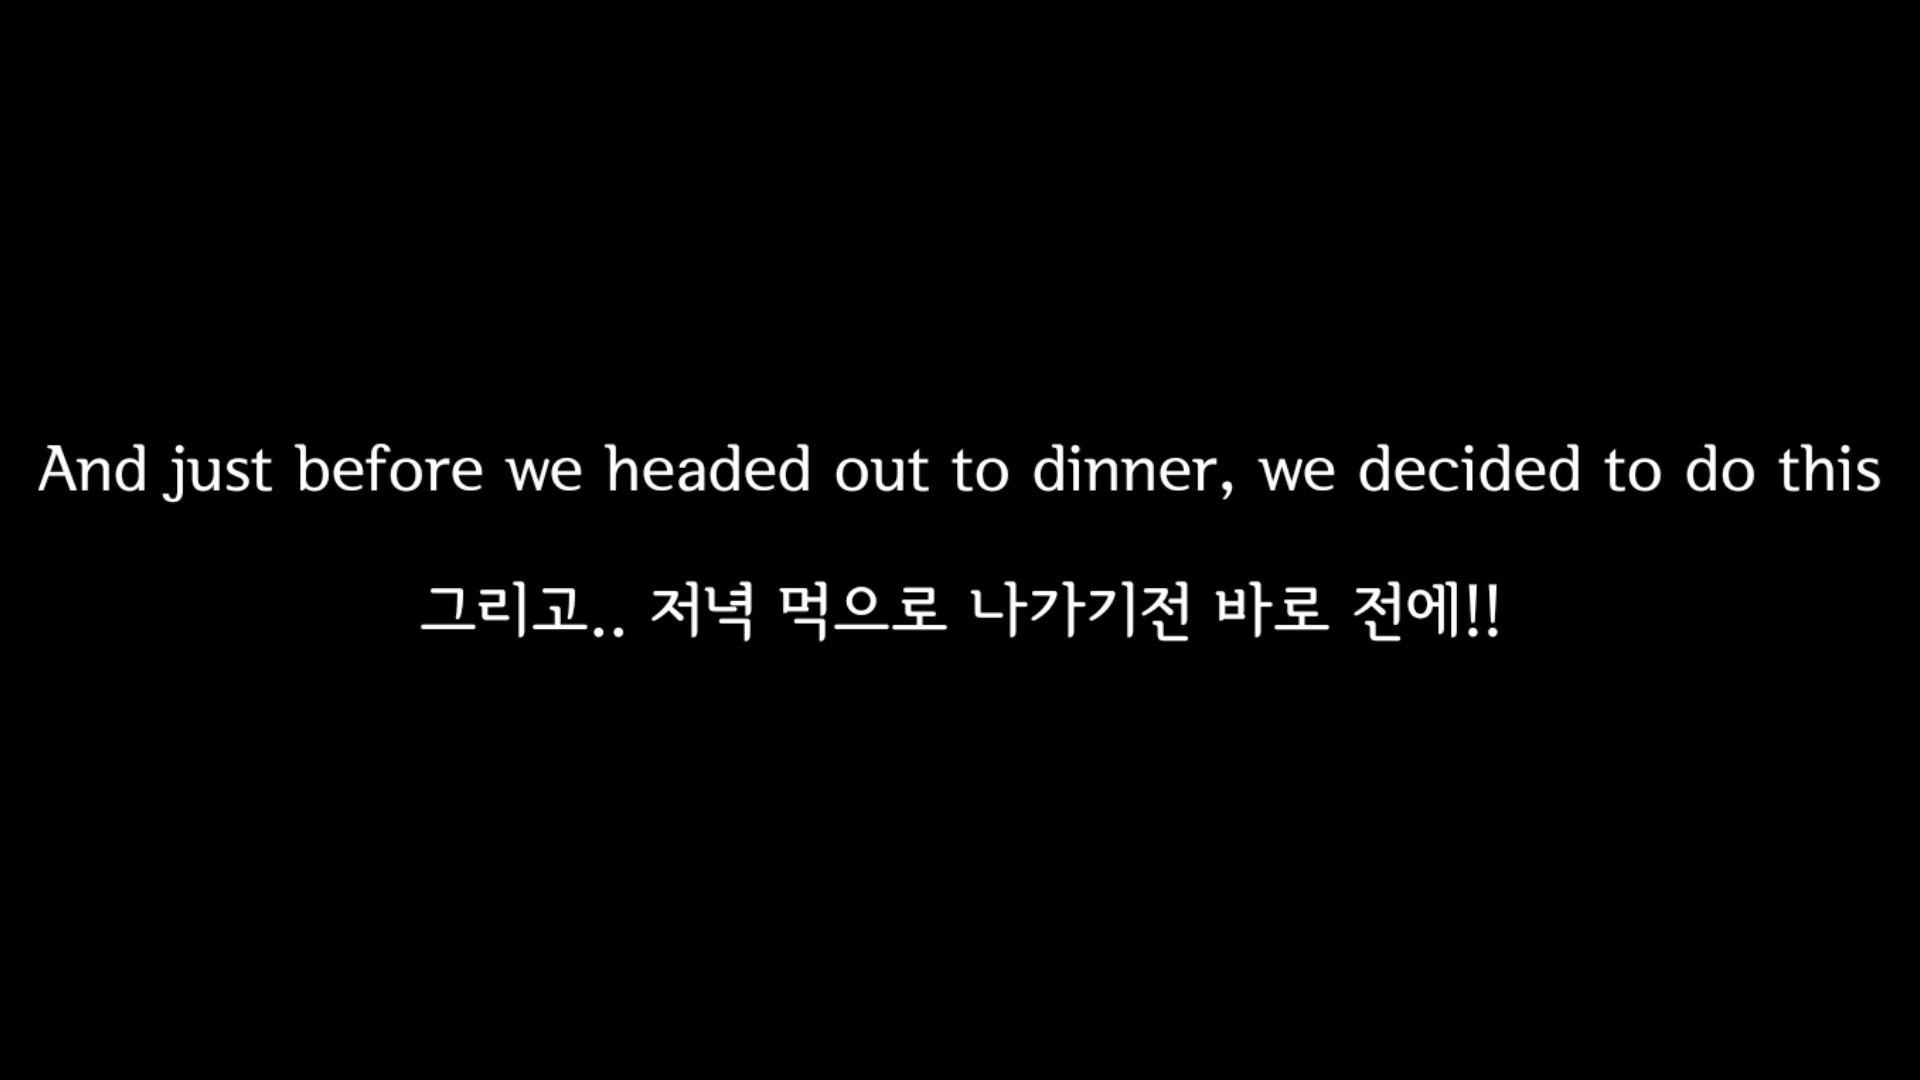 And just before we headed out to dinner, we decided to do this
그리고.. 저녁 먹으로 나가기전 바로 전에!!